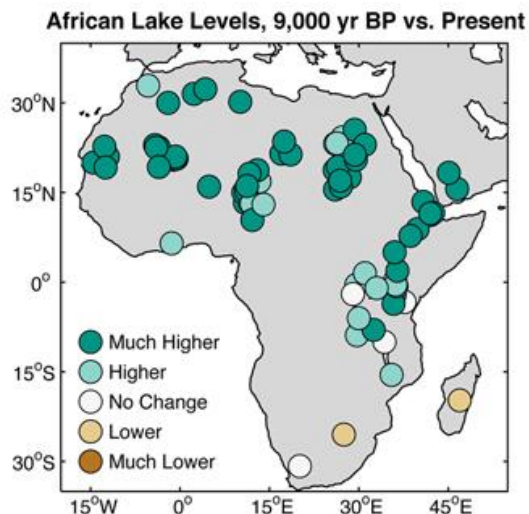 African Lake Levels, 9,000 yr BP vs. Present
30°N
15°N
0°
15°S
30°S
Much Higher
Higher
No Change
Lower
Much Lower
15°W
0°
15°E
30°E
45°E